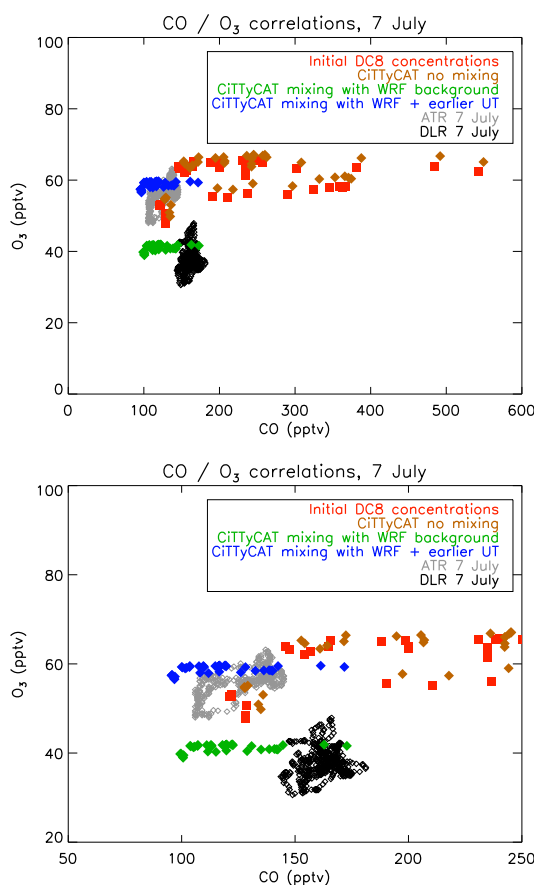 CO / O₃ correlations, 7 July
100
Initial DC8 concentrations
CiTTyCAT no mixing
CiTTyCAT mixing with WRF background
CiTTyCAT mixing with WRF + earlier UT
ATR 7 July
DLR 7 July
80
60
40
20
0
O₃ (pptv)
0 100 200 300 400 500 600
CO (pptv)
CO / O₃ correlations, 7 July
100
Initial DC8 concentrations
CiTTyCAT no mixing
CiTTyCAT mixing with WRF background
CiTTyCAT mixing with WRF + earlier UT
ATR 7 July
DLR 7 July
80
60
40
20
O₃ (pptv)
50 100 150 200 250
CO (pptv)